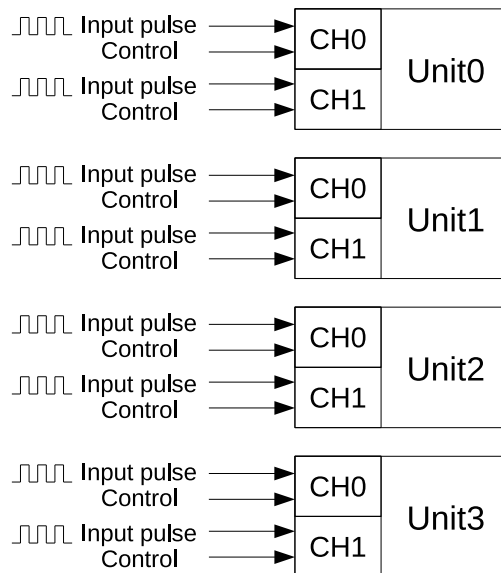 Input pulse
Control
CH0
Input pulse
Control
CH1
Unit0
Input pulse
Control
CH0
Input pulse
Control
CH1
Unit1
Input pulse
Control
CH0
Input pulse
Control
CH1
Unit2
Input pulse
Control
CH0
Input pulse
Control
CH1
Unit3